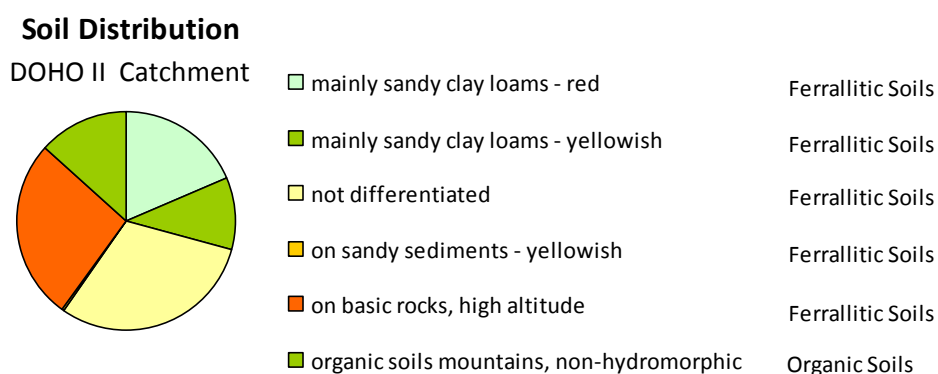 Soil Distribution
DOHO II Catchment
mainly sandy clay loams - red Ferrallitic Soils
mainly sandy clay loams - yellowish Ferrallitic Soils
not differentiated Ferrallitic Soils
on sandy sediments - yellowish Ferrallitic Soils
on basic rocks, high altitude Ferrallitic Soils
organic soils mountains, non-hydromorphic Organic Soils